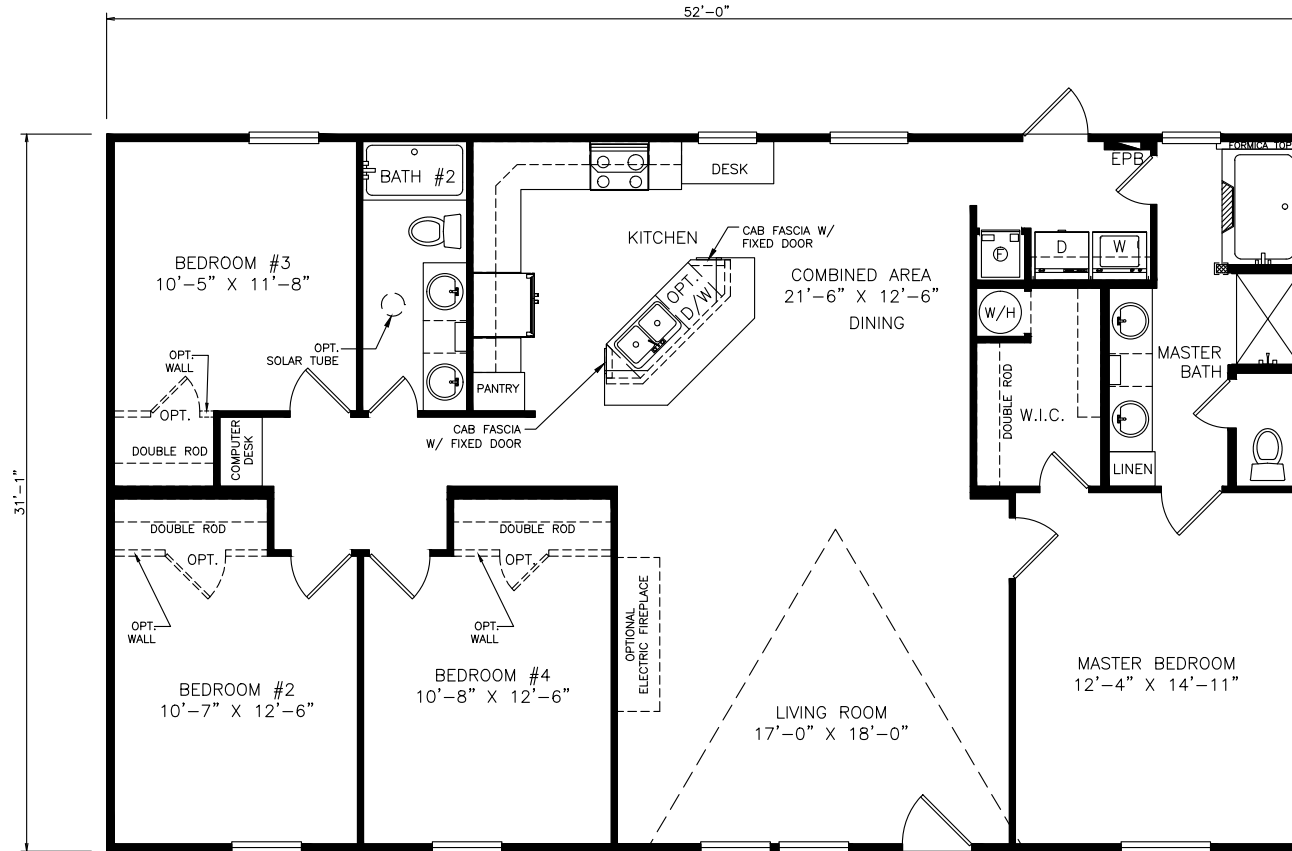 52'-0"
31'-1"
BEDROOM #3
10'-5" X 11'-8"
OPT.
WALL
OPT.
DOUBLE ROD
COMPUTER
DESK
BATH #2
OPT.
SOLAR TUBE
PANTRY
DESK
KITCHEN
CAB FASCIA W/
FIXED DOOR
OPT.
D/W
CAB FASCIA
W/ FIXED DOOR
COMBINED AREA
21'-6" X 12'-6"
DINING
EPB
F
D
W
W/H
DOUBLE ROD
W.I.C.
FORMICA TOP
MASTER
BATH
LINEN
DOUBLE ROD
OPT.
OPT.
WALL
BEDROOM #2
10'-7" X 12'-6"
DOUBLE ROD
OPT.
OPT.
WALL
BEDROOM #4
10'-8" X 12'-6"
OPTIONAL
ELECTRIC FIREPLACE
LIVING ROOM
17'-0" X 18'-0"
MASTER BEDROOM
12'-4" X 14'-11"